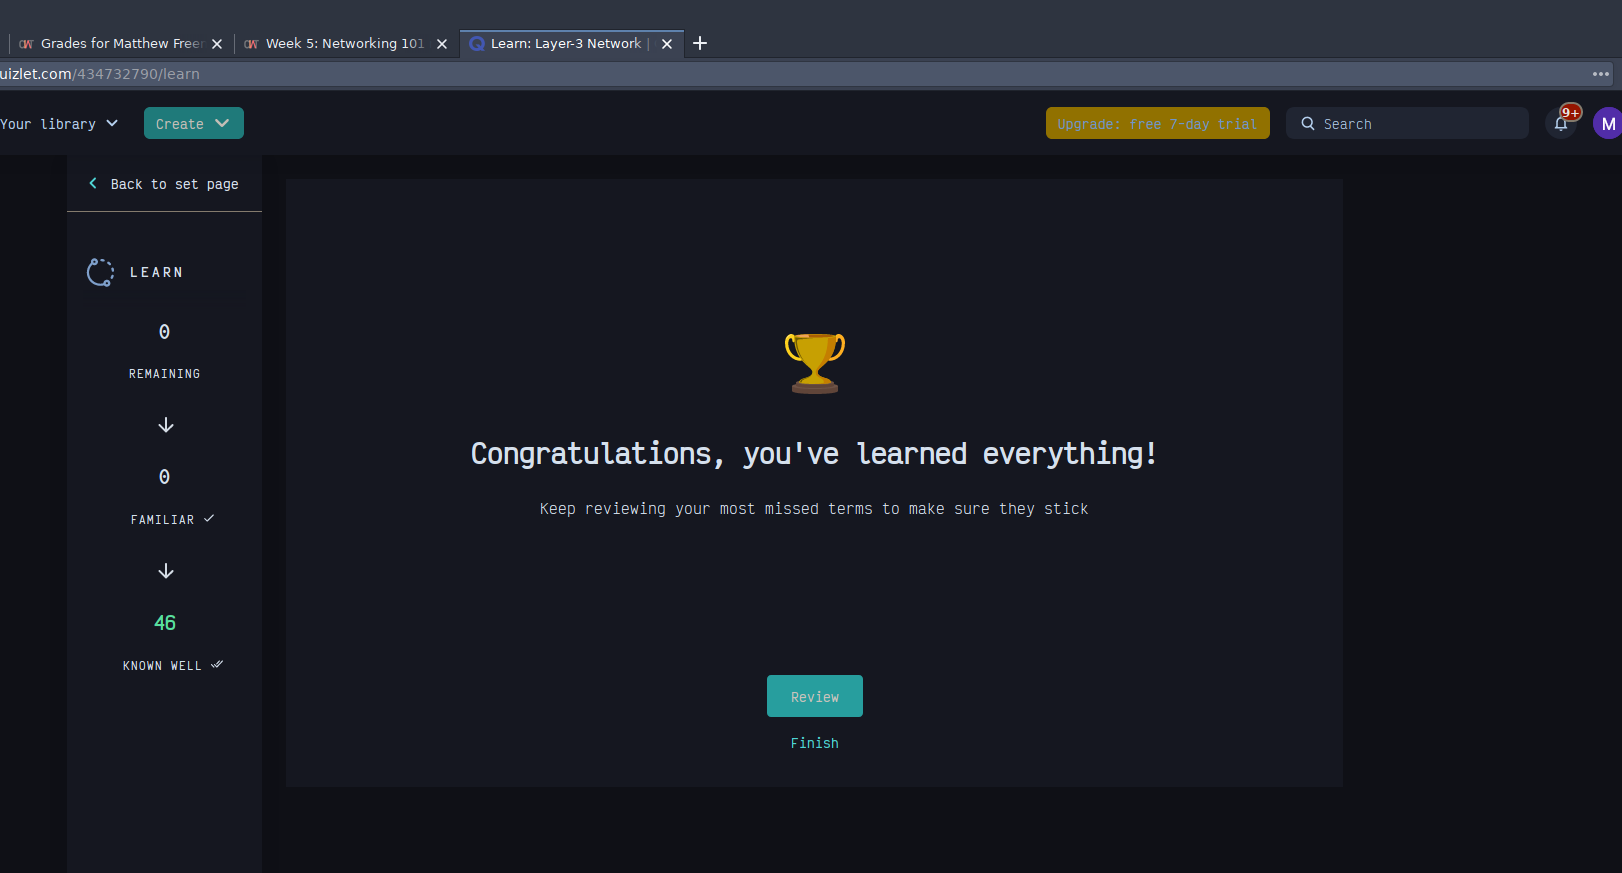 Grades for Matthew Freer
Week 5: Networking 101
Learn: Layer-3 Network |
uizlet.com/434732790/learn
Your library
Create
Upgrade: free 7-day trial
Search
9+
M
Back to set page
LEARN
0
REMAINING
0
FAMILIAR
46
KNOWN WELL
Congratulations, you've learned everything!
Keep reviewing your most missed terms to make sure they stick
Review
Finish